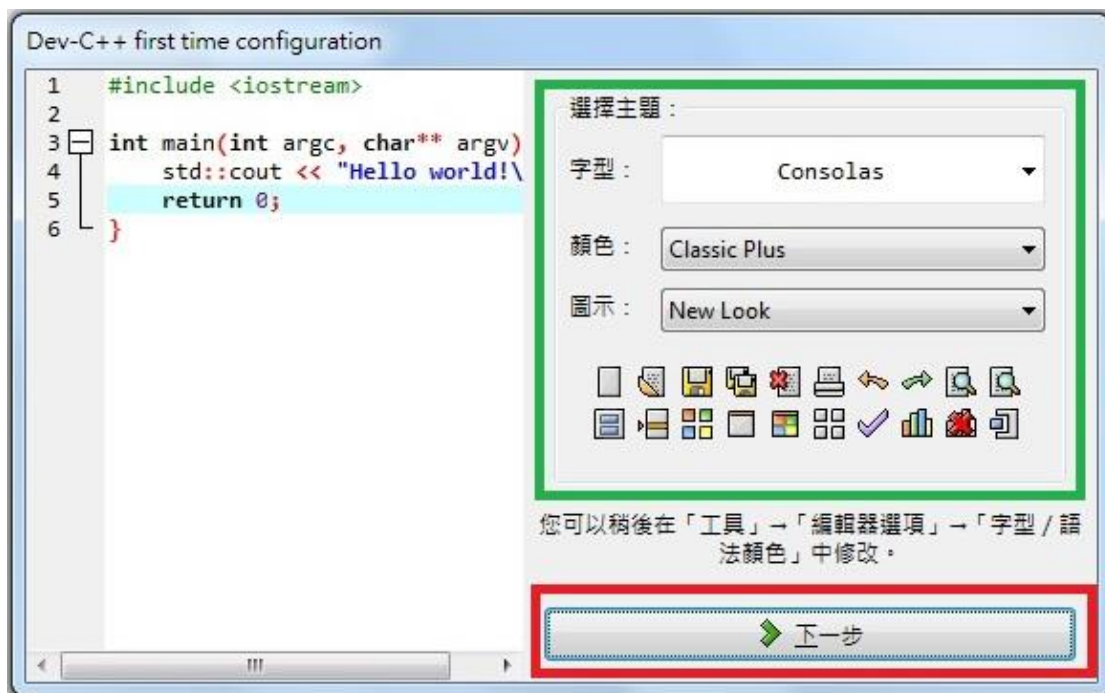 Dev-C++ first time configuration
1 #include <iostream>
2
3 int main(int argc, char** argv)
4 std::cout << "Hello world!\
5 return 0;
6 }
選擇主題：
字型： Consolas
顏色： Classic Plus
圖示： New Look
您可以稍後在「工具」→「編輯器選項」→「字型 / 語
法顏色」中修改。
下一步